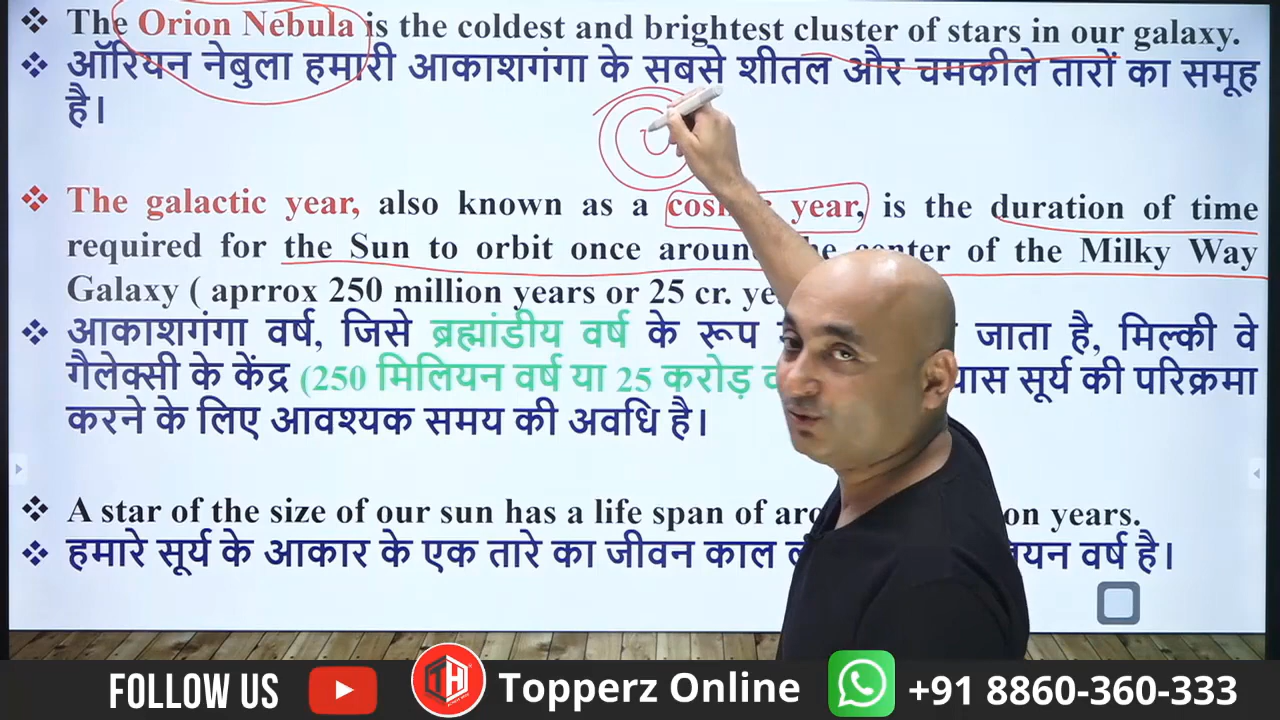 ❖ The Orion Nebula is the coldest and brightest cluster of stars in our galaxy.
❖ ऑरियन नेबुला हमारी आकाशगंगा के सबसे शीतल और चमकीले तारों का समूह
है।
❖ The galactic year, also known as a cosmic year, is the duration of time
required for the Sun to orbit once around the center of the Milky Way
Galaxy ( aprrox 250 million years or 25 cr.
❖ आकाशगंगा वर्ष, जिसे ब्रह्मांडीय वर्ष के रूप जाता है, मिल्की वे
गैलेक्सी के केंद्र (250 मिलियन वर्ष या 25 करोड़ सूर्य की परिक्रमा
करने के लिए आवश्यक समय की अवधि है।
❖ A star of the size of our sun has a life span of years.
❖ हमारे सूर्य के आकार के एक तारे का जीवन काल वर्ष है।
FOLLOW US TH Topperz Online +91 8860-360-333